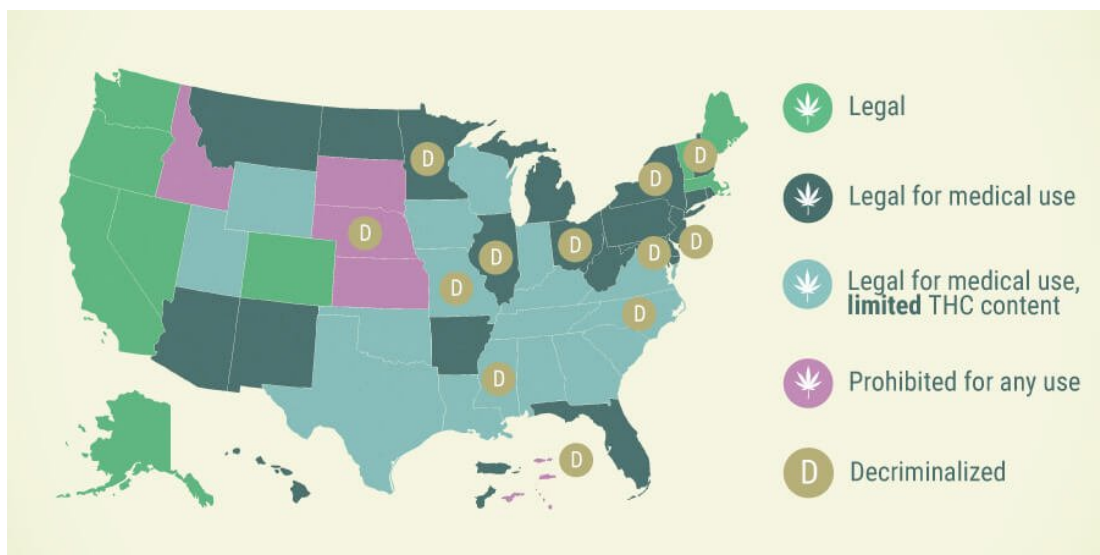 Legal
Legal for medical use
Legal for medical use,
limited THC content
Prohibited for any use
D
Decriminalized
D
D
D
D
D
D
D
D
D
D
D
D